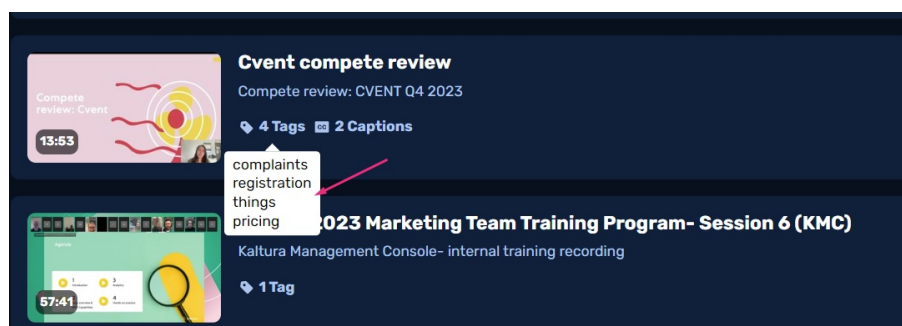 Cvent compete review
Compete review: CVENT Q4 2023
4 Tags CC 2 Captions
Compete
review: Cvent
13:53
complaints
registration
things
pricing
2023 Marketing Team Training Program- Session 6 (KMC)
Kaltura Management Console- internal training recording
1 Tag
Agenda
1
3
4
57:41